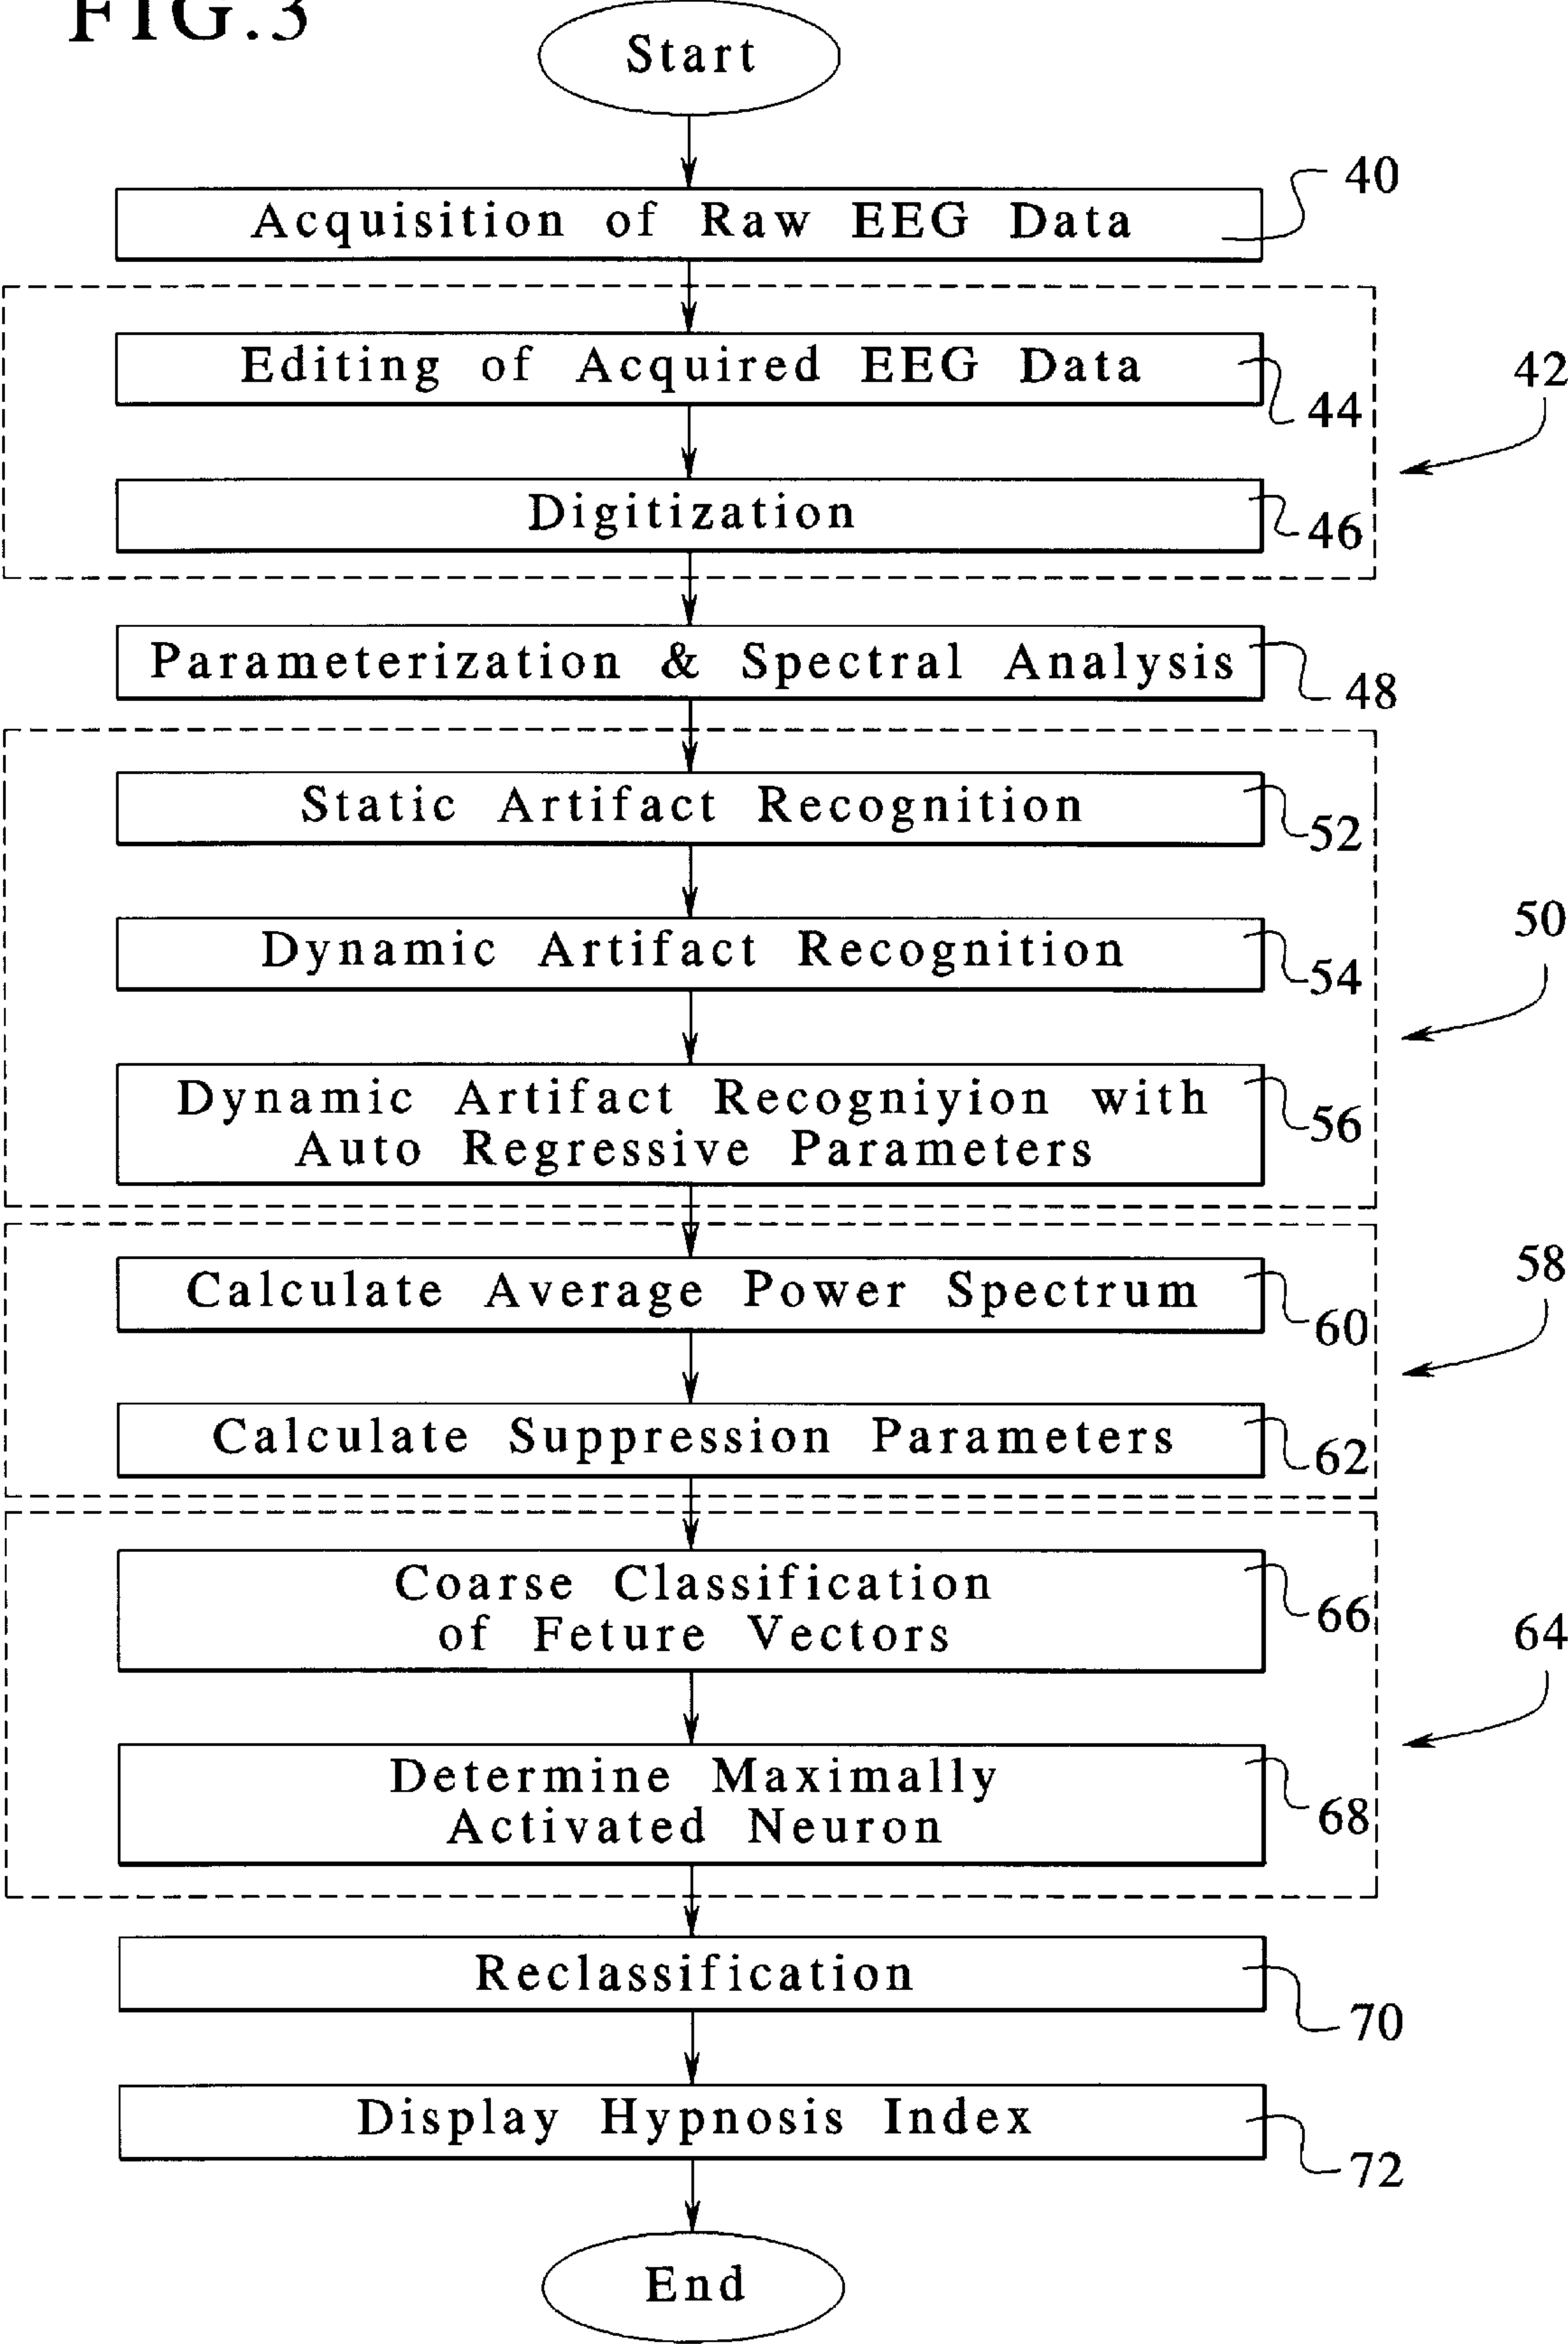 FIG.3
Start
Acquisition of Raw EEG Data
40
42
Editing of Acquired EEG Data
44
Digitization
46
Parameterization & Spectral Analysis
48
Static Artifact Recognition
52
50
Dynamic Artifact Recognition
54
Dynamic Artifact Recogniyion with
Auto Regressive Parameters
56
58
Calculate Average Power Spectrum
60
Calculate Suppression Parameters
62
Coarse Classification
of Feture Vectors
66
64
Determine Maximally
Activated Neuron
68
Reclassification
70
Display Hypnosis Index
72
End